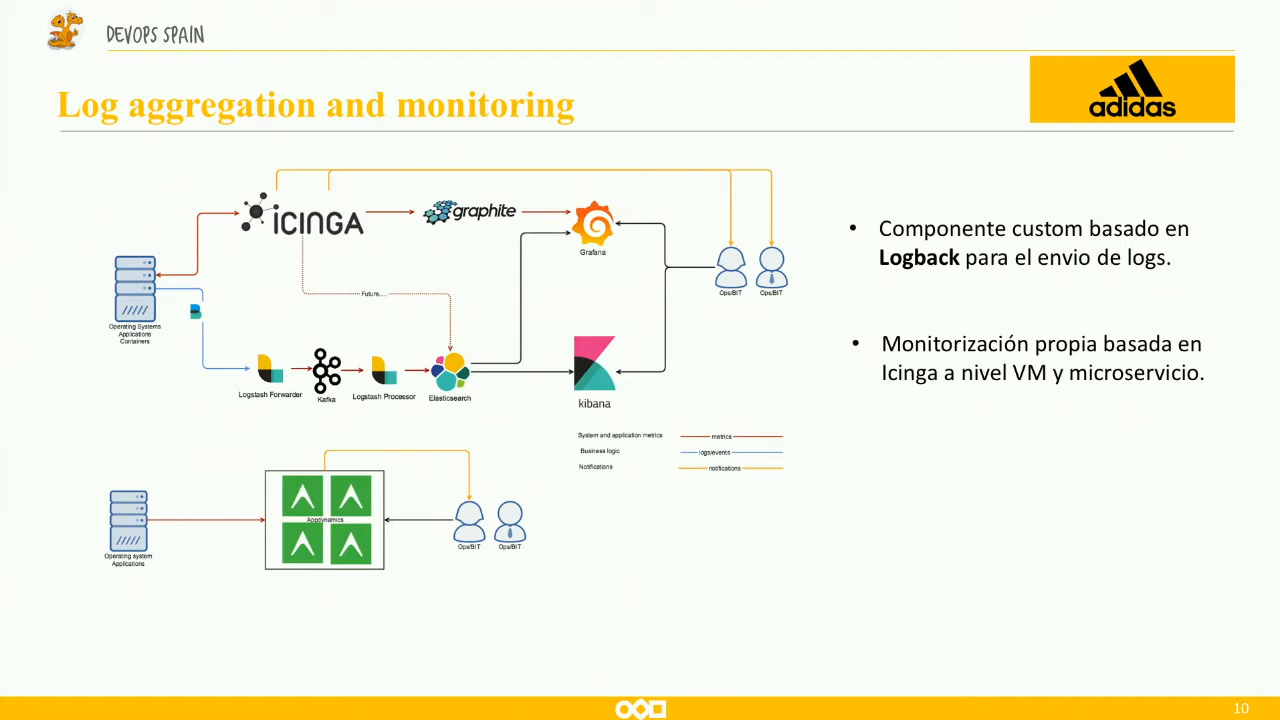 DEVOPS SPAIN
Log aggregation and monitoring
adidas
ICINGA
graphite
Grafana
Ops/BIT
Ops/BIT
Operating Systems
Applications
Containers
Future....
Logstash Forwarder
Kafka
Logstash Processor
Elasticsearch
kibana
System and application metrics
metrics
Business logic
logs/events
Notifications
notifications
Appdynamics
Operating system
Applications
Ops/BIT
Ops/BIT
• Componente custom basado en
Logback para el envio de logs.
• Monitorización propia basada en
Icinga a nivel VM y microservicio.
10